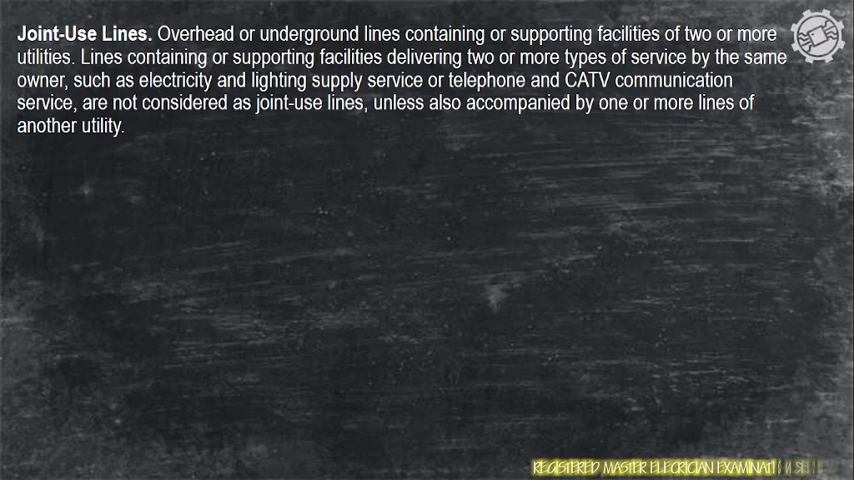 Joint-Use Lines. Overhead or underground lines containing or supporting facilities of two or more
utilities. Lines containing or supporting facilities delivering two or more types of service by the same
owner, such as electricity and lighting supply service or telephone and CATV communication
service, are not considered as joint-use lines, unless also accompanied by one or more lines of
another utility.
REGISTERED MASTER ELECRICIAN EXAMINATI